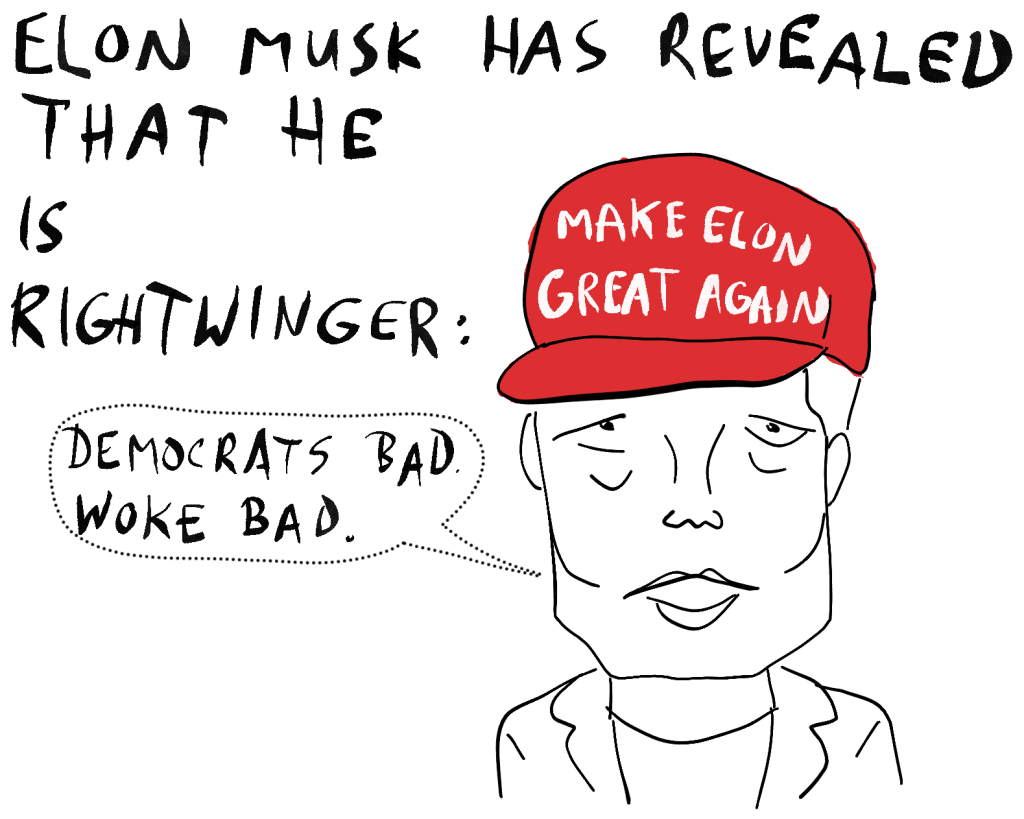 ELON MUSK HAS REVEALED
THAT HE
IS
RIGHTWINGER:
MAKE ELON
GREAT AGAIN
DEMOCRATS BAD.
WOKE BAD.